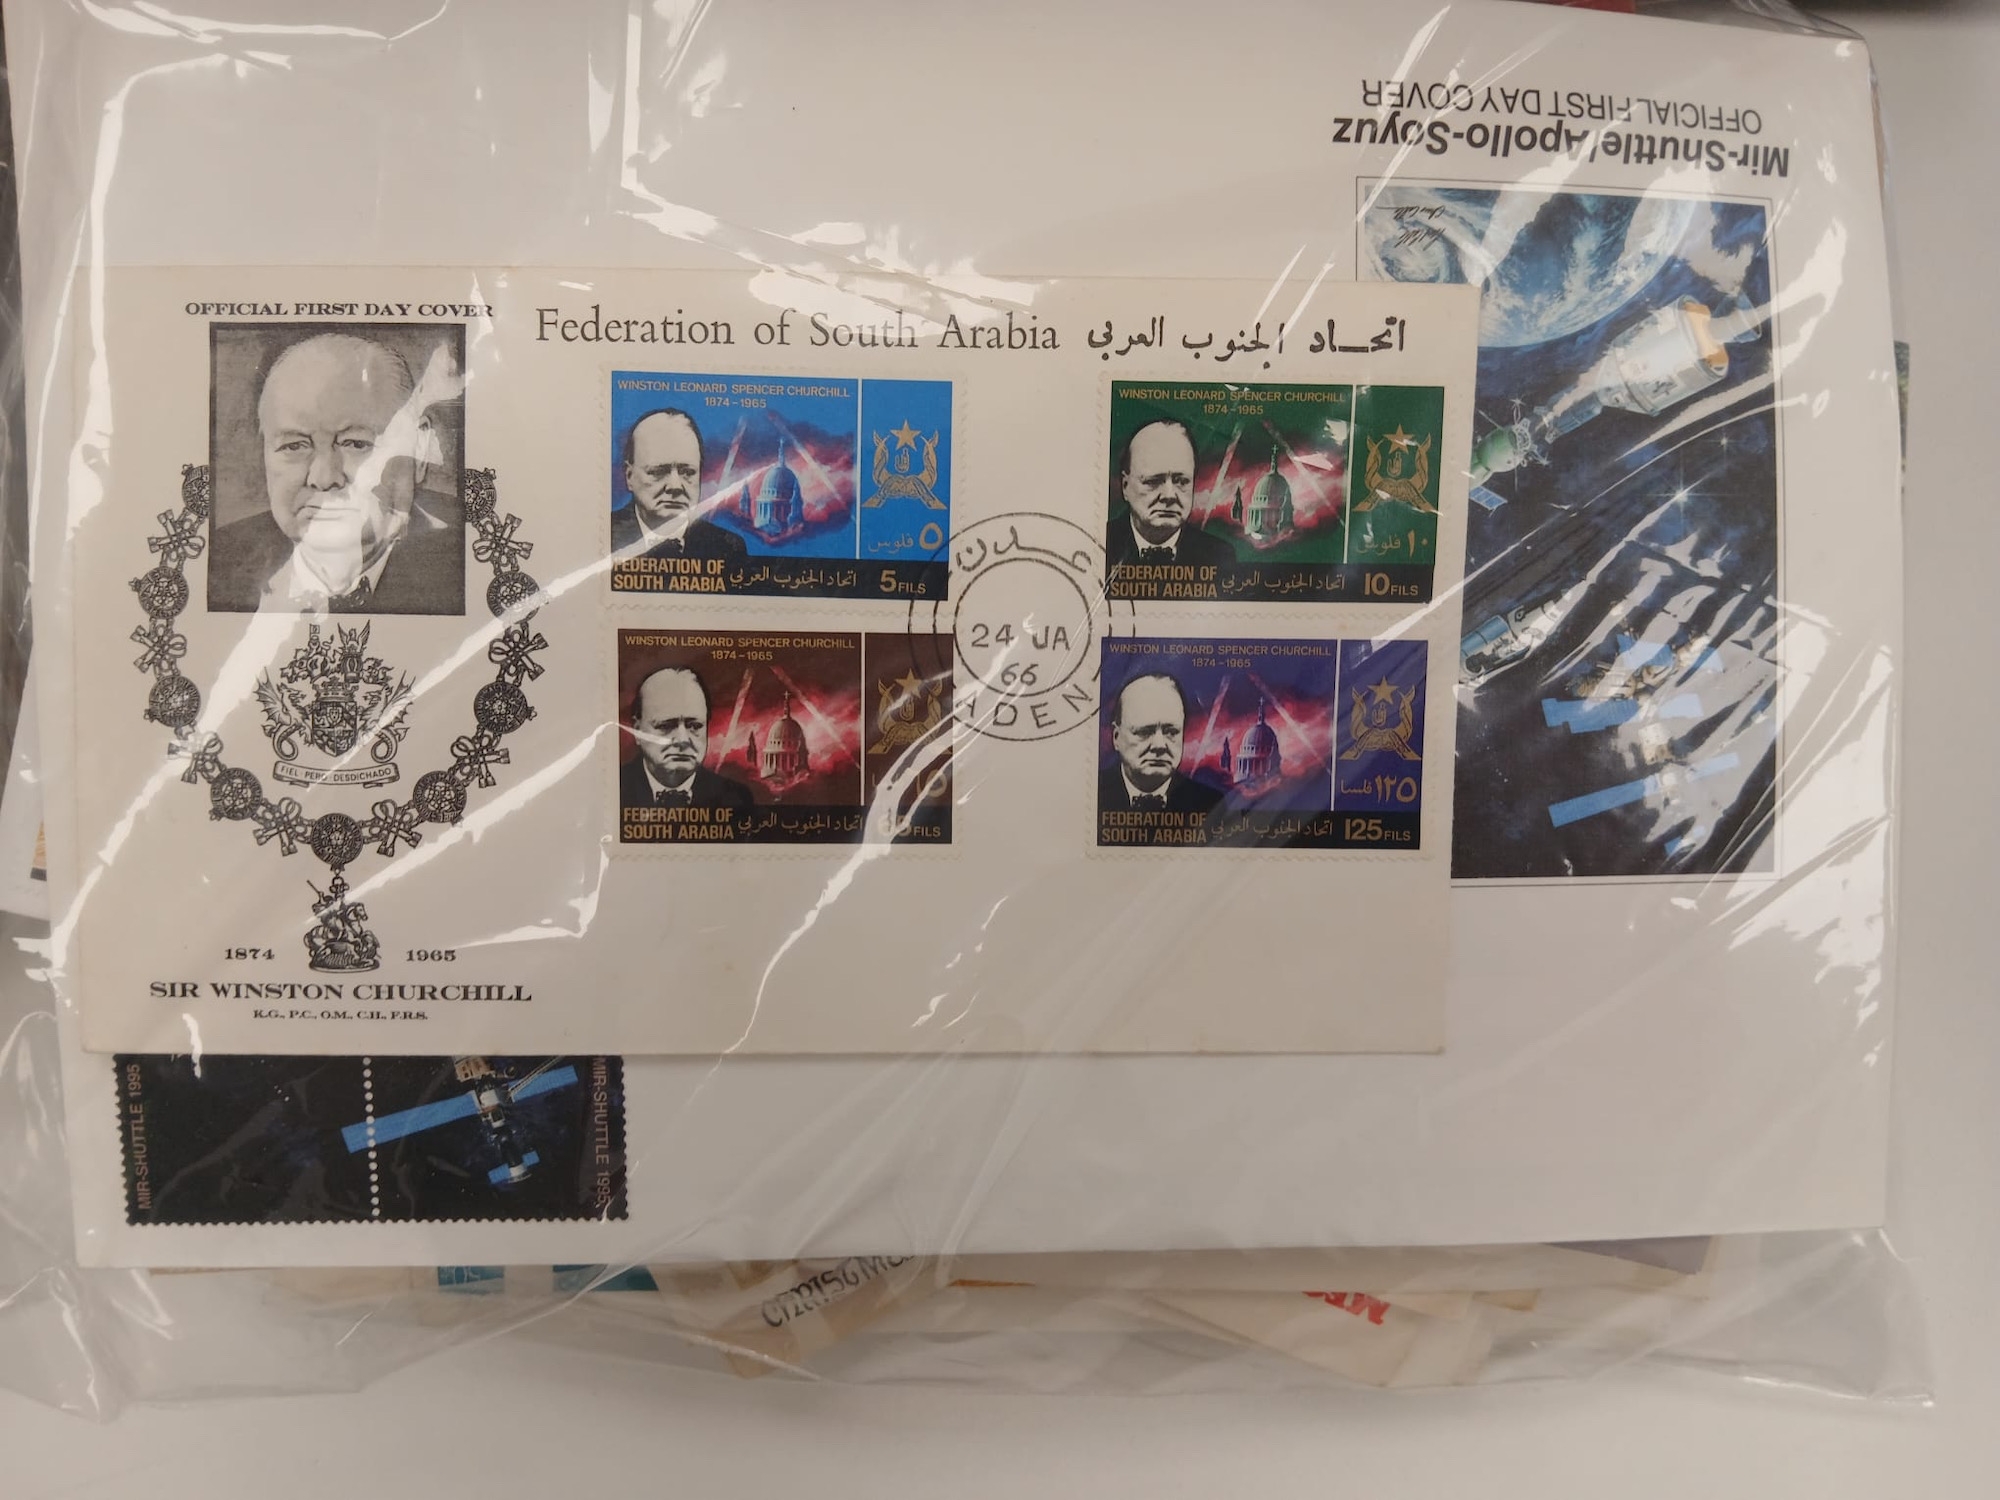 Mir-Shuttle/Apollo-Soyuz
OFFICIAL FIRST DAY COVER
OFFICIAL FIRST DAY COVER
Federation of South Arabia اتحـاد الجنوب العربي
WINSTON LEONARD SPENCER CHURCHILL
1874-1965
٥ فلوس
FEDERATION OF
SOUTH ARABIA اتحاد الجنوب العربي 5 FILS
WINSTON LEONARD SPENCER CHURCHILL
1874-1965
١٠ فلوس
FEDERATION OF
SOUTH ARABIA اتحاد الجنوب العربي 10 FILS
عدن
24 JA
66
ADEN
WINSTON LEONARD SPENCER CHURCHILL
1874-1965
FEDERATION OF
SOUTH ARABIA اتحاد الجنوب العربي 65 FILS
WINSTON LEONARD SPENCER CHURCHILL
1874-1965
١٢٥ فلسا
FEDERATION OF
SOUTH ARABIA اتحاد الجنوب العربي 125 FILS
FIEL PERO DESDICHADO
1874 1965
SIR WINSTON CHURCHILL
K.G., P.C., O.M., C.H., F.R.S.
MIR-SHUTTLE 1995
MIR-SHUTTLE 1995